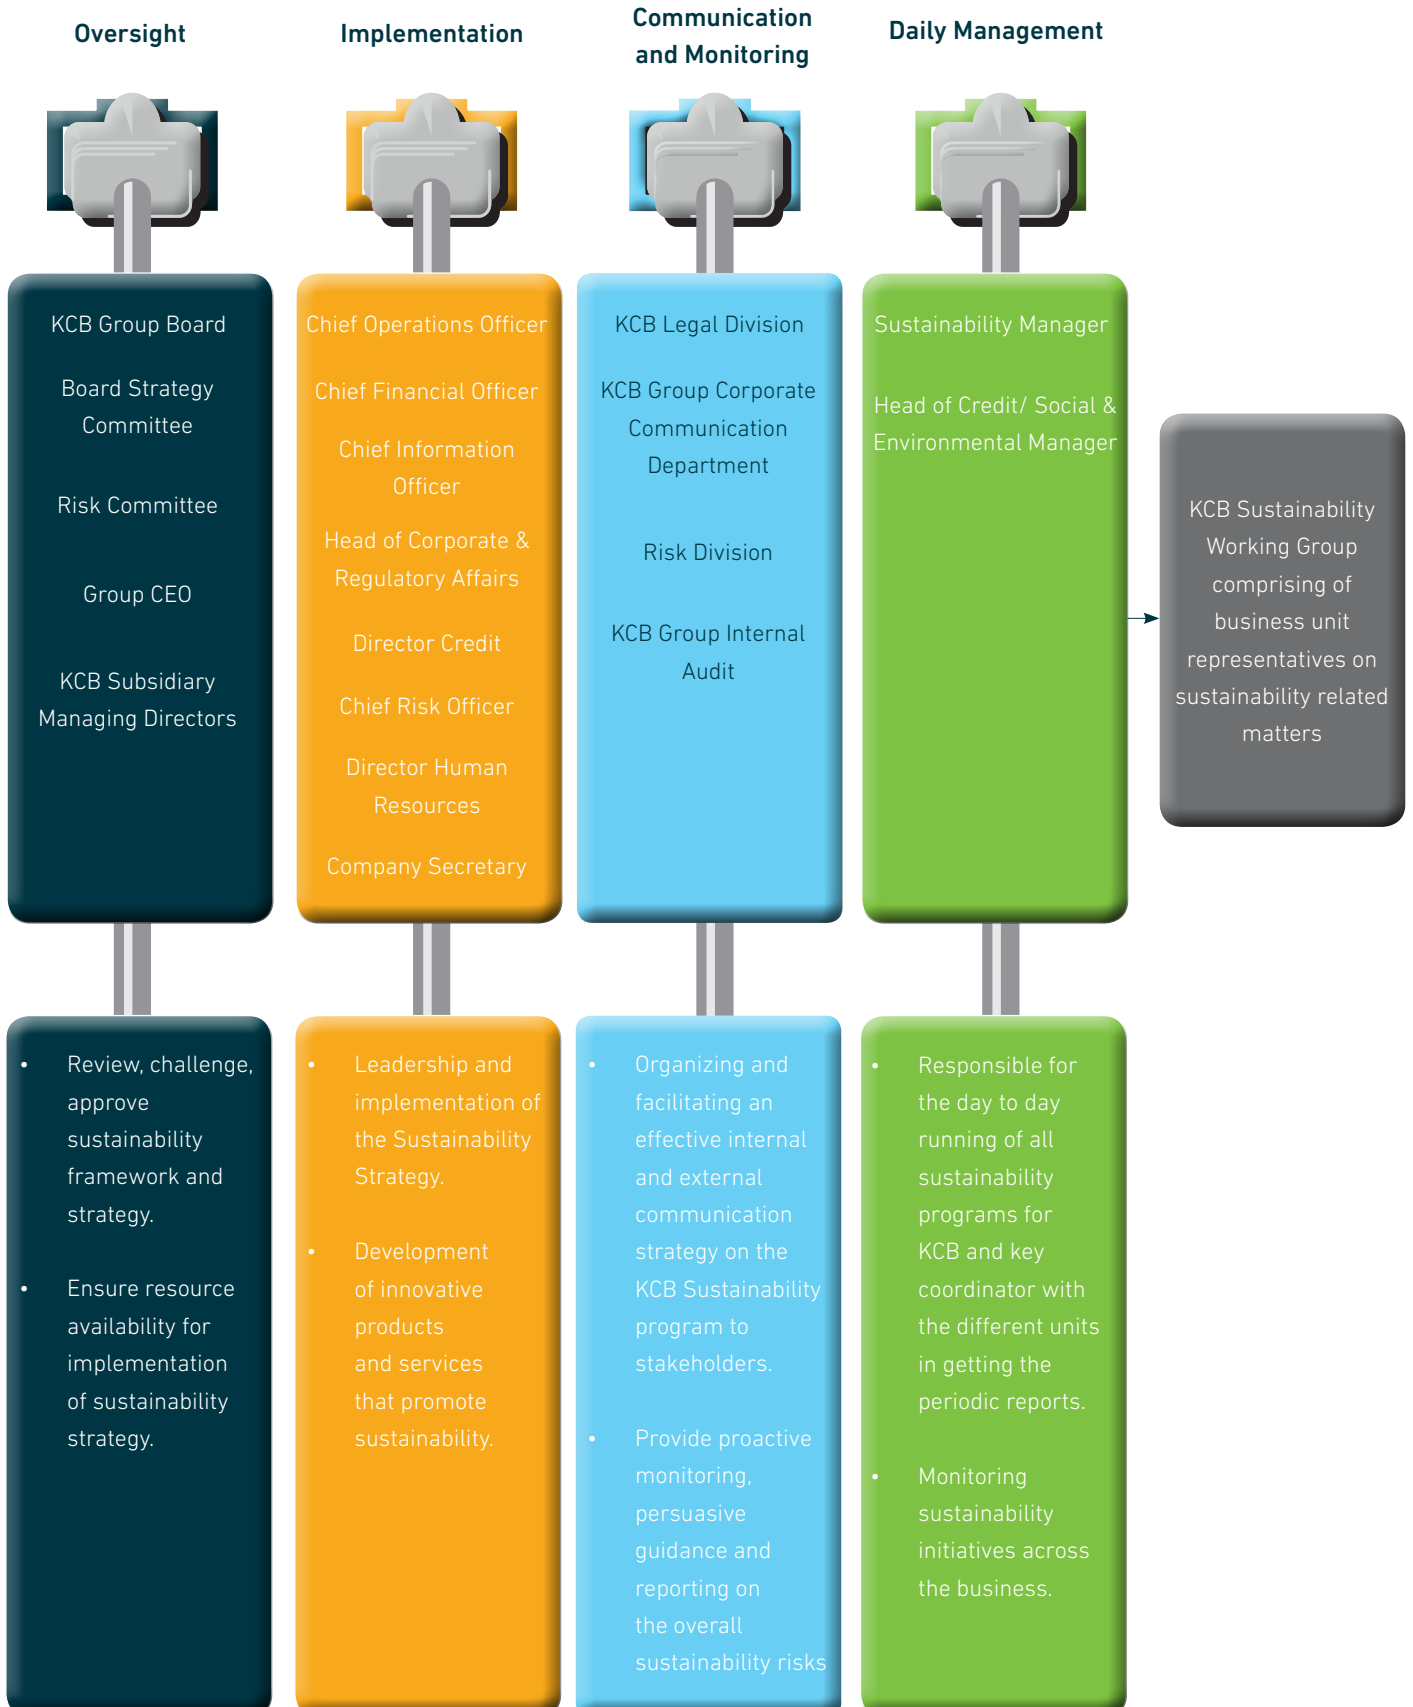 Oversight
KCB Group Board
Board Strategy
Committee
Risk Committee
Group CEO
KCB Subsidiary
Managing Directors
• Review, challenge,
approve
sustainability
framework and
strategy.
• Ensure resource
availability for
implementation
of sustainability
strategy.
Implementation
Chief Operations Officer
Chief Financial Officer
Chief Information
Officer
Head of Corporate &
Regulatory Affairs
Director Credit
Chief Risk Officer
Director Human
Resources
Company Secretary
• Leadership and
implementation of
the Sustainability
Strategy.
• Development
of innovative
products
and services
that promote
sustainability.
Communication
and Monitoring
KCB Legal Division
KCB Group Corporate
Communication
Department
Risk Division
KCB Group Internal
Audit
• Organizing and
facilitating an
effective internal
and external
communication
strategy on the
KCB Sustainability
program to
stakeholders.
• Provide proactive
monitoring,
persuasive
guidance and
reporting on
the overall
sustainability risks
Daily Management
Sustainability Manager
Head of Credit/ Social &
Environmental Manager
• Responsible for
the day to day
running of all
sustainability
programs for
KCB and key
coordinator with
the different units
in getting the
periodic reports.
• Monitoring
sustainability
initiatives across
the business.
KCB Sustainability
Working Group
comprising of
business unit
representatives on
sustainability related
matters